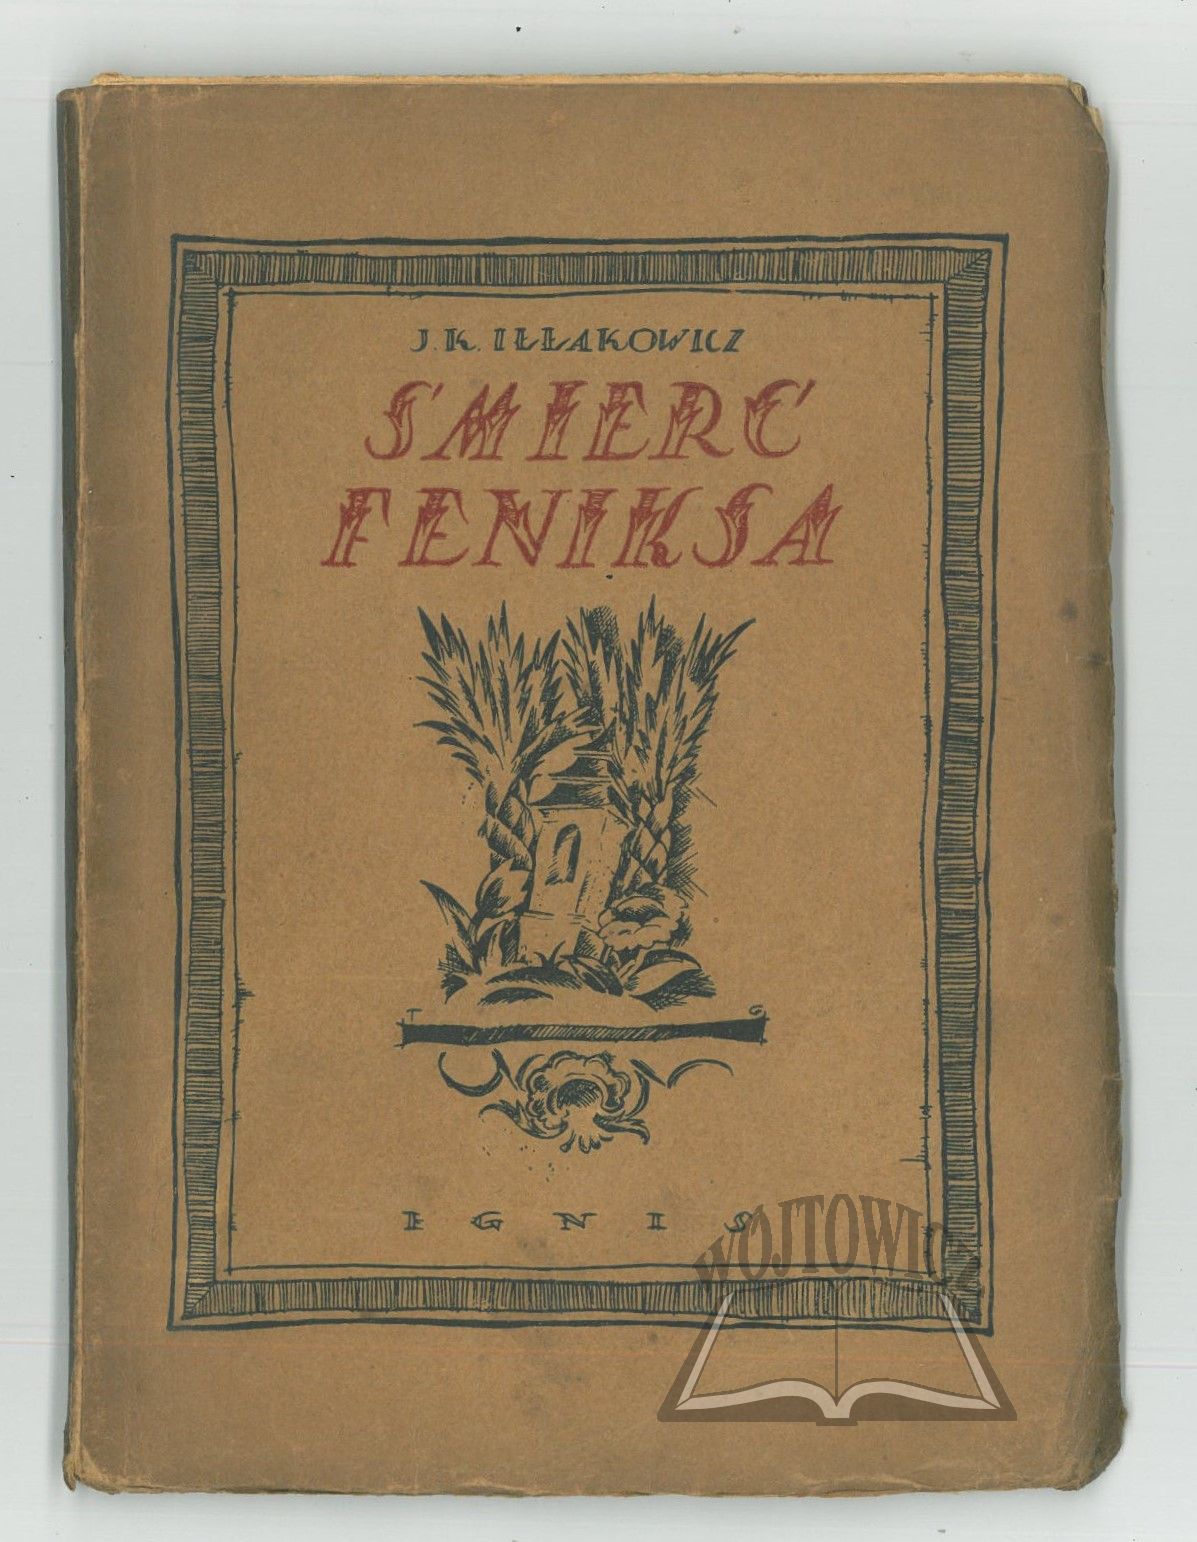 J. K. IŁŁAKOWICZ
ŚMIERĆ
FENIKSA
T G
IGNIS
WOJTOWICZ